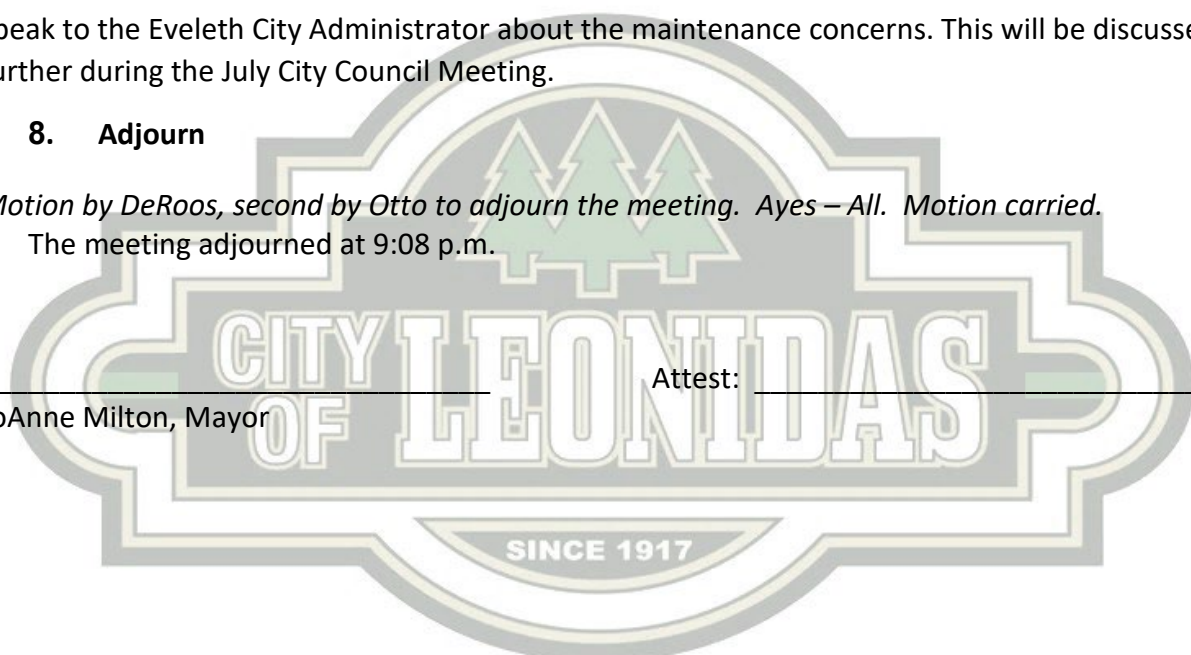 peak to the Eveleth City Administrator about the maintenance concerns. This will be discusse
urther during the July City Council Meeting.
8. Adjourn
Motion by DeRoos, second by Otto to adjourn the meeting. Ayes – All. Motion carried.
The meeting adjourned at 9:08 p.m.
Attest:
oAnne Milton, Mayor
CITY OF LEONIDAS
SINCE 1917